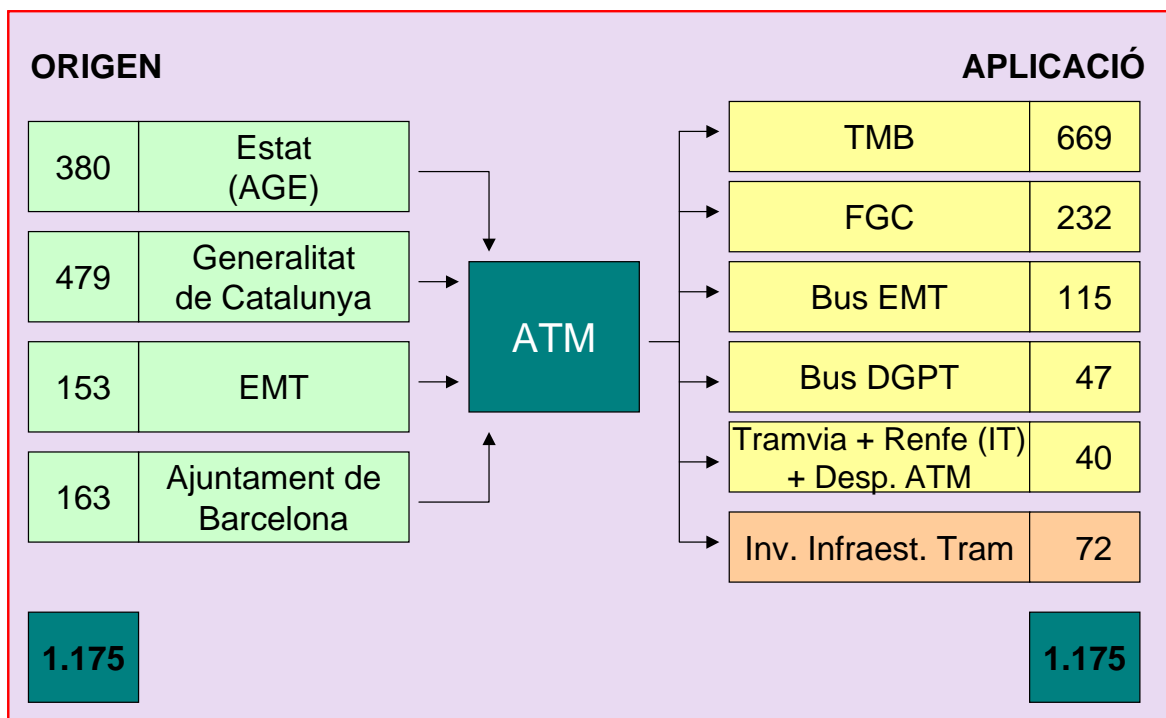 ORIGEN
APLICACIÓ
380
Estat
(AGE)
479
Generalitat
de Catalunya
153
EMT
163
Ajuntament de
Barcelona
1.175
ATM
TMB
669
FGC
232
Bus EMT
115
Bus DGPT
47
Tramvia + Renfe (IT)
+ Desp. ATM
40
Inv. Infraest. Tram
72
1.175